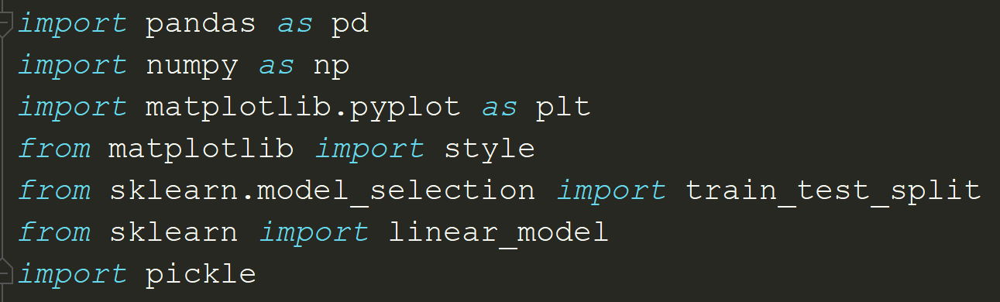 import pandas as pd
import numpy as np
import matplotlib.pyplot as plt
from matplotlib import style
from sklearn.model_selection import train_test_split
from sklearn import linear_model
import pickle